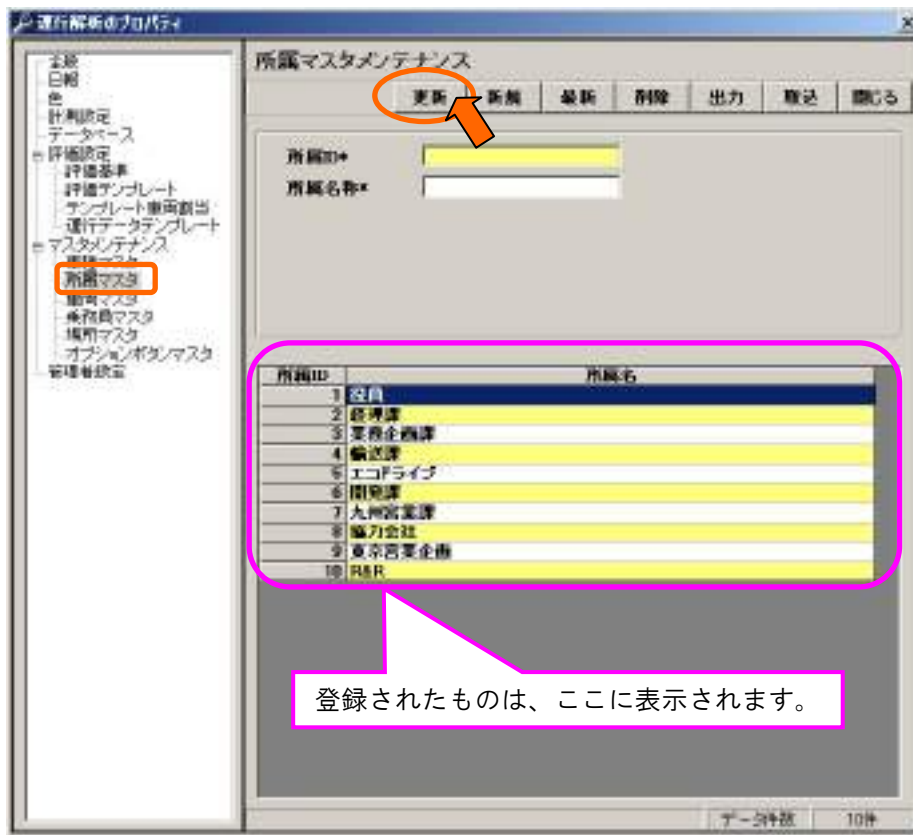 運行解析のプロパティ
全般
日報
色
計測設定
データベース
評価設定
評価基準
評価テンプレート
テンプレート車両割当
運行データテンプレート
マスタメンテナンス
所属マスタ
車両マスタ
乗務員マスタ
場所マスタ
オプションボタンマスタ
管理者設定
所属マスタメンテナンス
更新 新規 最新 削除 出力 取込 閉じる
所属ID*
所属名称*
所属ID 所属名
1 役員
2 経理課
3 業務企画課
4 輸送課
5 エコドライブ
6 開発課
7 九州営業課
8 協力会社
9 東京営業企画
10 R&R
登録されたものは、ここに表示されます。
データ件数 10件